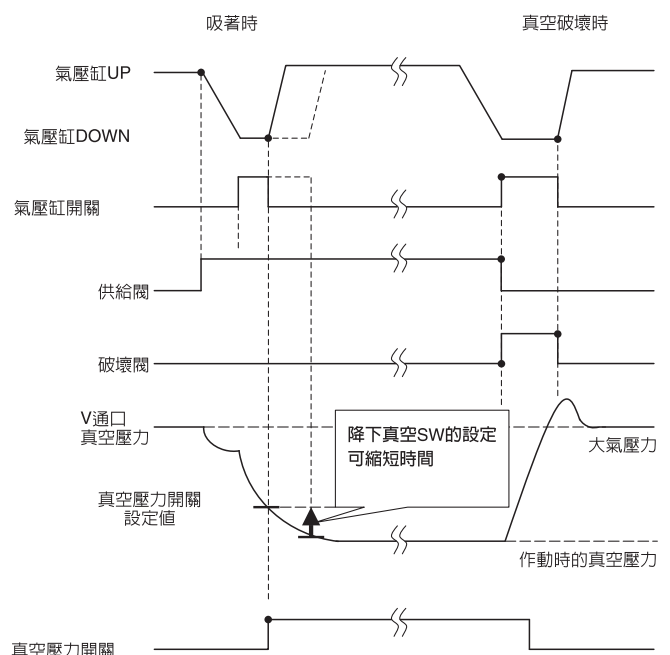 吸著時
真空破壞時
氣壓缸UP
氣壓缸DOWN
氣壓缸開關
供給閥
破壞閥
V通口
真空壓力
降下真空SW的設定
可縮短時間
大氣壓力
真空壓力開關
設定值
作動時的真空壓力
真空壓力開關